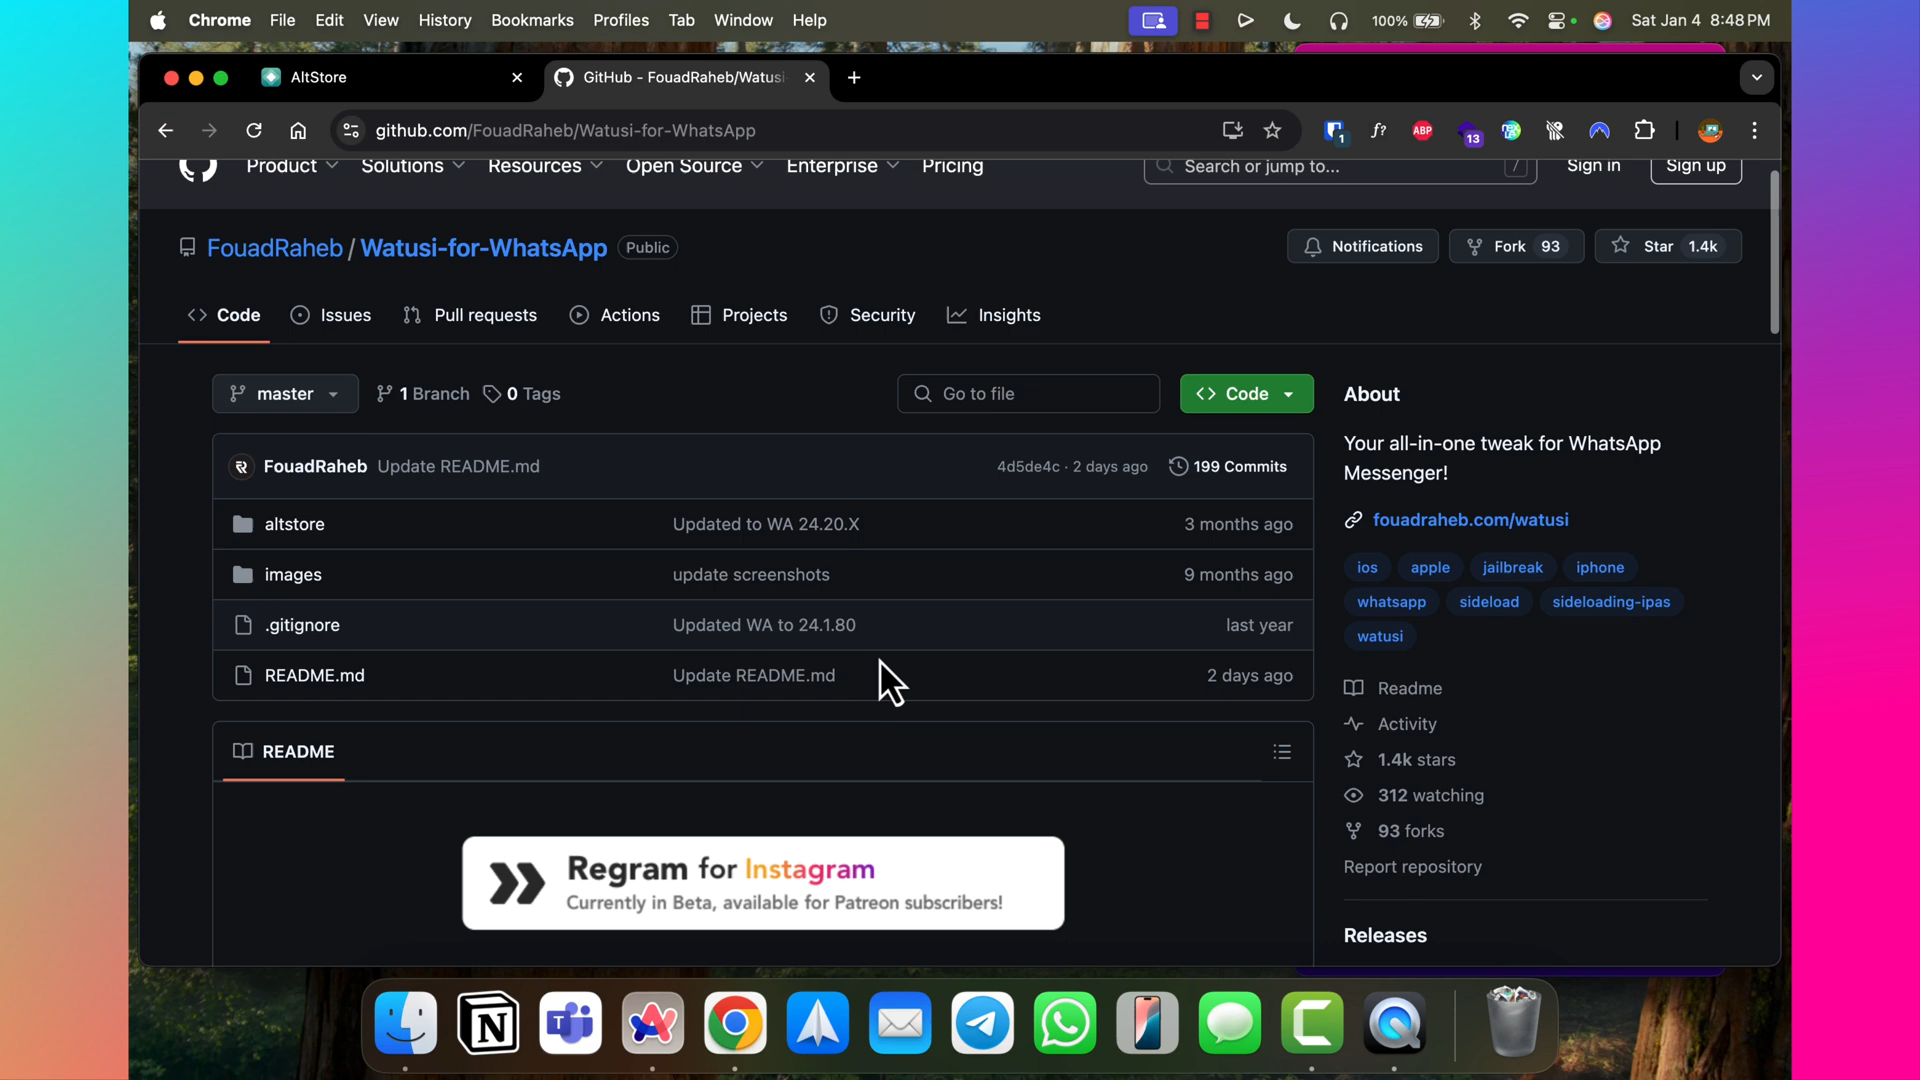 Chrome File Edit View History Bookmarks Profiles Tab Window Help 100% Sat Jan 4 8:48 PM
AltStore GitHub - FouadRaheb/Watusi-
github.com/FouadRaheb/Watusi-for-WhatsApp 1 f? ABP 13
Product Solutions Resources Open Source Enterprise Pricing Search or jump to... / Sign in Sign up
FouadRaheb / Watusi-for-WhatsApp Public Notifications Fork 93 Star 1.4k
<> Code Issues Pull requests Actions Projects Security Insights
master 1 Branch 0 Tags Go to file <> Code
FouadRaheb Update README.md 4d5de4c · 2 days ago 199 Commits
altstore Updated to WA 24.20.X 3 months ago
images update screenshots 9 months ago
.gitignore Updated WA to 24.1.80 last year
README.md Update README.md 2 days ago
README
Regram for Instagram
Currently in Beta, available for Patreon subscribers!
About
Your all-in-one tweak for WhatsApp
Messenger!
fouadraheb.com/watusi
ios apple jailbreak iphone
whatsapp sideload sideloading-ipas
watusi
Readme
Activity
1.4k stars
312 watching
93 forks
Report repository
Releases